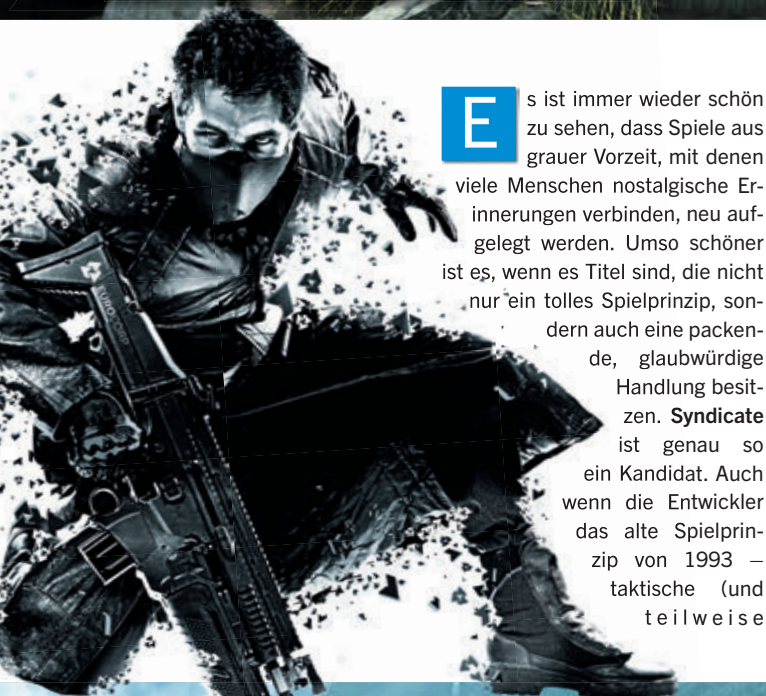 Es ist immer wieder schön
zu sehen, dass Spiele aus
grauer Vorzeit, mit denen
viele Menschen nostalgische Er-
innerungen verbinden, neu auf-
gelegt werden. Umso schöner
ist es, wenn es Titel sind, die nicht
nur ein tolles Spielprinzip, son-
dern auch eine packen-
de, glaubwürdige
Handlung besit-
zen. Syndicate
ist genau so
ein Kandidat. Auch
wenn die Entwickler
das alte Spielprin-
zip von 1993 –
taktische (und
teilweise
EUROCORP